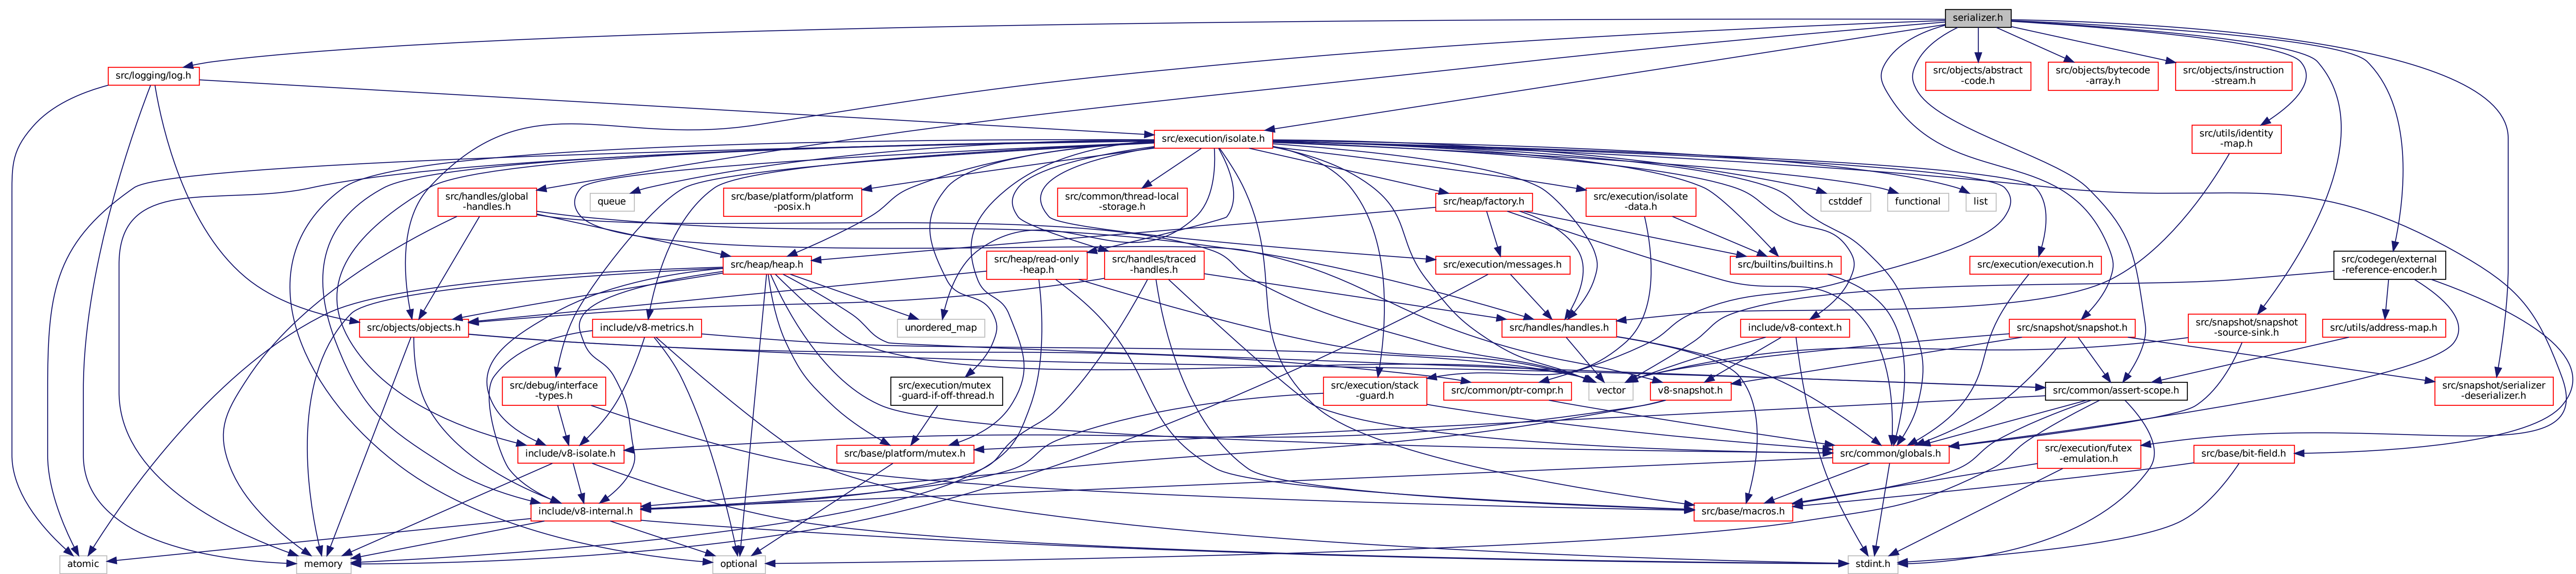 serializer.h
src/logging/log.h
src/objects/abstract
-code.h
src/objects/bytecode
-array.h
src/objects/instruction
-stream.h
src/execution/isolate.h
src/utils/identity
-map.h
src/handles/global
-handles.h
queue
src/base/platform/platform
-posix.h
src/common/thread-local
-storage.h
src/heap/factory.h
src/execution/isolate
-data.h
cstddef
functional
list
src/heap/heap.h
src/heap/read-only
-heap.h
src/handles/traced
-handles.h
src/execution/messages.h
src/builtins/builtins.h
src/execution/execution.h
src/codegen/external
-reference-encoder.h
src/objects/objects.h
include/v8-metrics.h
unordered_map
src/handles/handles.h
include/v8-context.h
src/snapshot/snapshot.h
src/snapshot/snapshot
-source-sink.h
src/utils/address-map.h
src/debug/interface
-types.h
src/execution/mutex
-guard-if-off-thread.h
src/execution/stack
-guard.h
src/common/ptr-compr.h
vector
v8-snapshot.h
src/common/assert-scope.h
src/snapshot/serializer
-deserializer.h
include/v8-isolate.h
src/base/platform/mutex.h
src/common/globals.h
src/execution/futex
-emulation.h
src/base/bit-field.h
include/v8-internal.h
src/base/macros.h
atomic
memory
optional
stdint.h